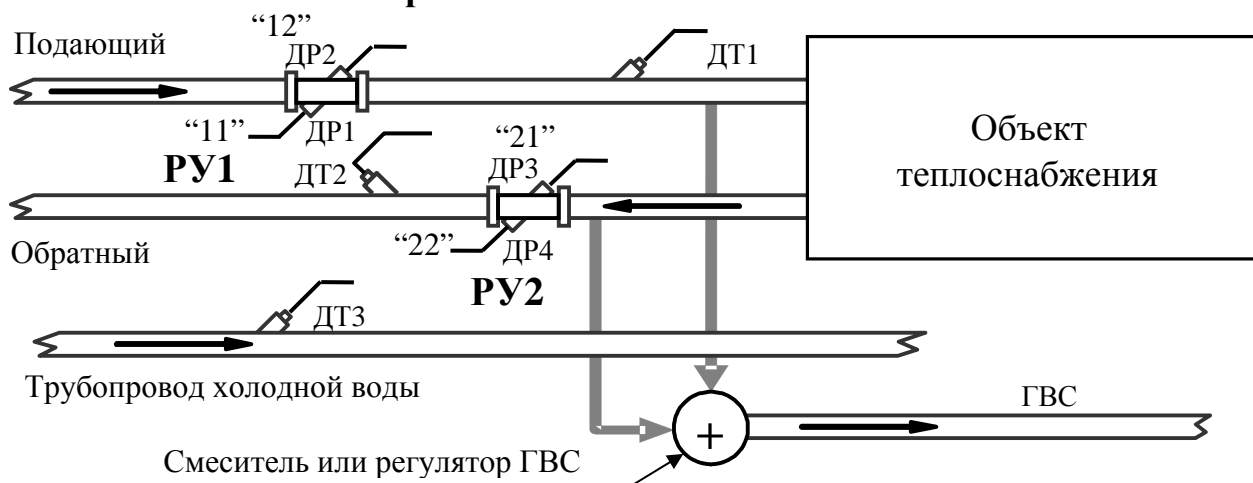 “12”
Подающий
ДР2
ДТ1
“11”
ДР1
“21”
РУ1
ДТ2
ДР3
Объект
теплоснабжения
“22”
ДР4
Обратный
РУ2
ДТ3
Трубопровод холодной воды
ГВС
+
Смеситель или регулятор ГВС